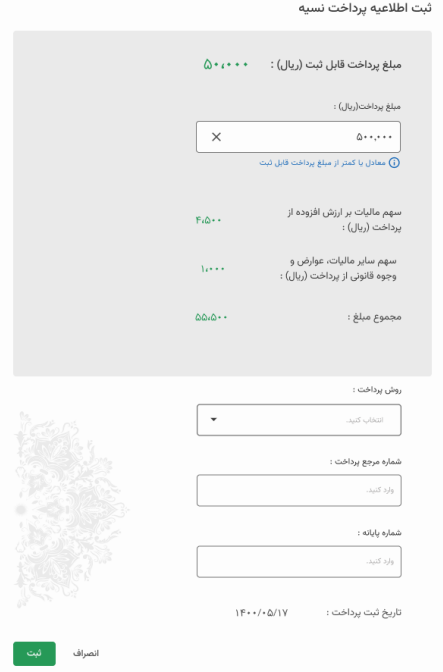 ثبت اطلاعیه پرداخت نسیه
مبلغ پرداخت قابل ثبت (ریال) : ۵۰،۰۰۰
مبلغ پرداخت(ریال) :
۵۰۰,۰۰۰
معادل یا کمتر از مبلغ پرداخت قابل ثبت
سهم مالیات بر ارزش افزوده از
پرداخت (ریال) : ۴،۵۰۰
سهم سایر مالیات، عوارض و
وجوه قانونی از پرداخت (ریال) : ۱،۰۰۰
مجموع مبلغ : ۵۵،۵۰۰
روش پرداخت :
انتخاب کنید.
شماره مرجع پرداخت :
وارد کنید.
شماره پایانه :
وارد کنید.
تاریخ ثبت پرداخت : ۱۴۰۰/۰۵/۱۷
انصراف
ثبت